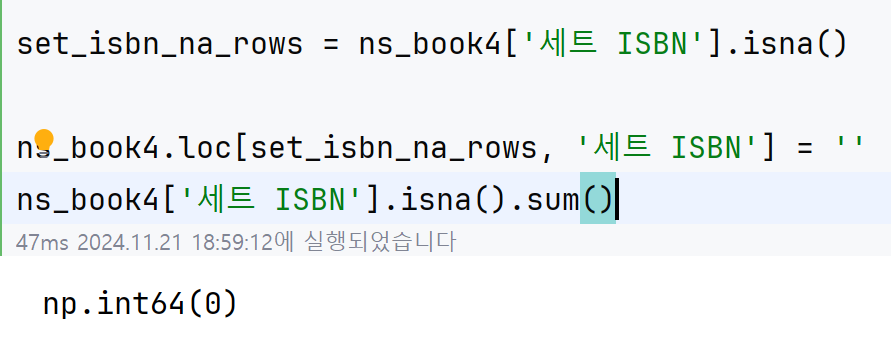 set_isbn_na_rows = ns_book4['세트 ISBN'].isna()
ns_book4.loc[set_isbn_na_rows, '세트 ISBN'] = ''
ns_book4['세트 ISBN'].isna().sum()
47ms 2024.11.21 18:59:12에 실행되었습니다
np.int64(0)